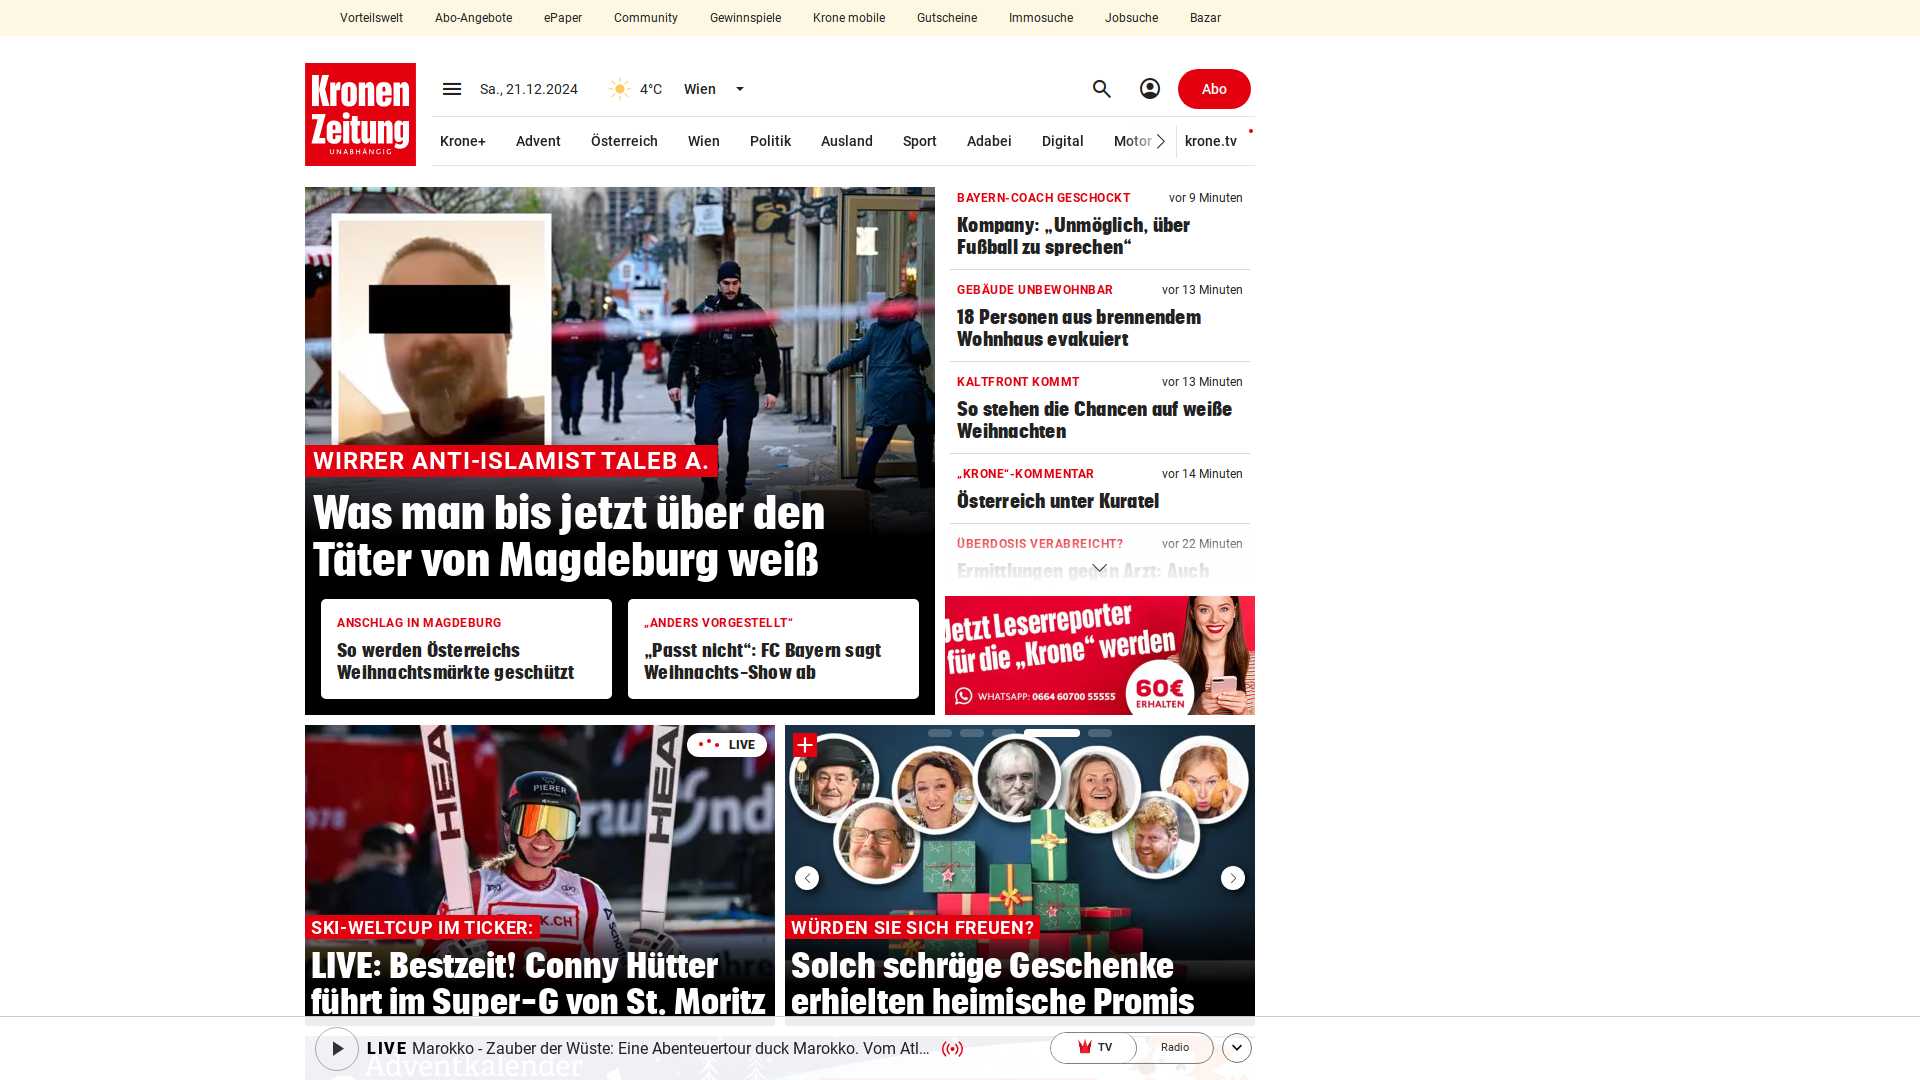 Vorteilswelt Abo-Angebote ePaper Community Gewinnspiele Krone mobile Gutscheine Immosuche Jobsuche Bazar
Kronen
Zeitung
UNABHÄNGIG
Sa., 21.12.2024 4°C Wien Abo
Krone+ Advent Österreich Wien Politik Ausland Sport Adabei Digital Motor krone.tv
WIRRER ANTI-ISLAMIST TALEB A.
Was man bis jetzt über den
Täter von Magdeburg weiß
ANSCHLAG IN MAGDEBURG
So werden Österreichs
Weihnachtsmärkte geschützt
„ANDERS VORGESTELLT“
„Passt nicht“: FC Bayern sagt
Weihnachts-Show ab
BAYERN-COACH GESCHOCKT vor 9 Minuten
Kompany: „Unmöglich, über
Fußball zu sprechen“
GEBÄUDE UNBEWOHNBAR vor 13 Minuten
18 Personen aus brennendem
Wohnhaus evakuiert
KALTFRONT KOMMT vor 13 Minuten
So stehen die Chancen auf weiße
Weihnachten
„KRONE“-KOMMENTAR vor 14 Minuten
Österreich unter Kuratel
ÜBERDOSIS VERABREICHT? vor 22 Minuten
Ermittlungen gegen Arzt: Auch
Jetzt Leserreporter
für die „Krone“ werden
WHATSAPP: 0664 60700 55555
60€
ERHALTEN
LIVE
HEA
HEA
PIERER
1978
K.CH
SKI-WELTCUP IM TICKER:
LIVE: Bestzeit! Conny Hütter
führt im Super-G von St. Moritz
WÜRDEN SIE SICH FREUEN?
Solch schräge Geschenke
erhielten heimische Promis
LIVE Marokko - Zauber der Wüste: Eine Abenteuertour duck Marokko. Vom Atl...
TV Radio
Adventkalender